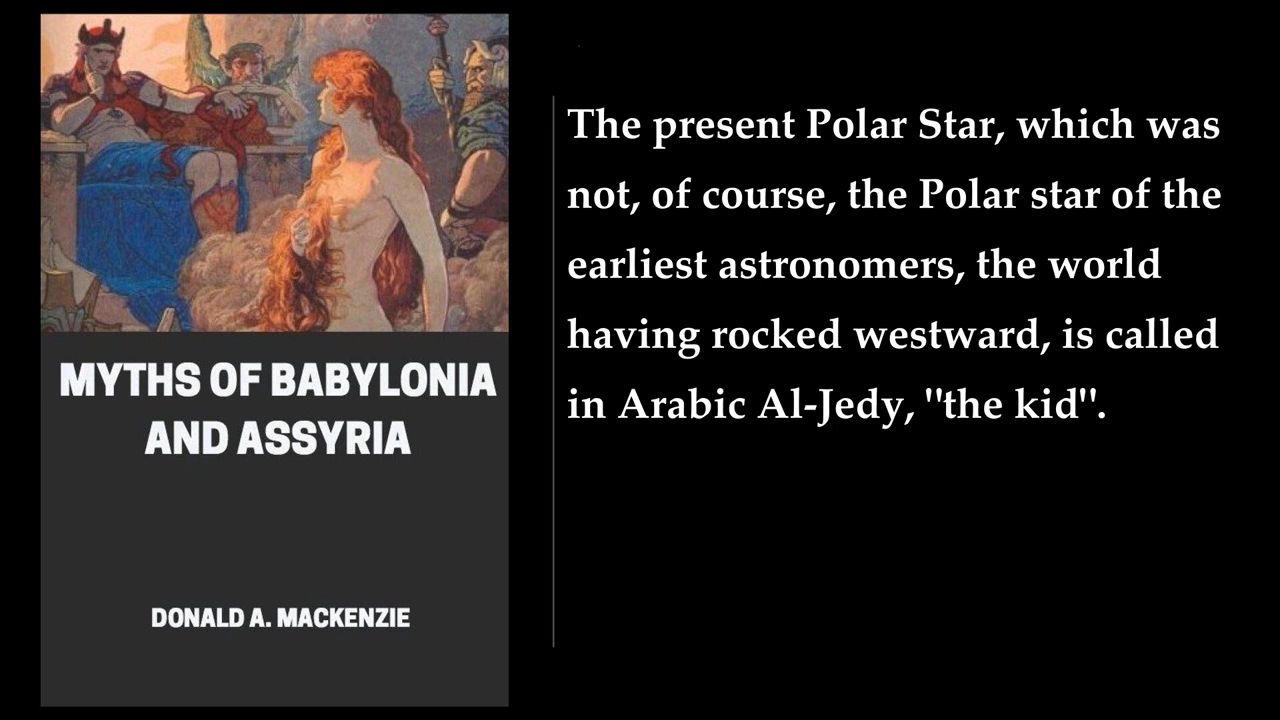 MYTHS OF BABYLONIA
AND ASSYRIA
DONALD A. MACKENZIE
The present Polar Star, which was
not, of course, the Polar star of the
earliest astronomers, the world
having rocked westward, is called
in Arabic Al-Jedy, "the kid".